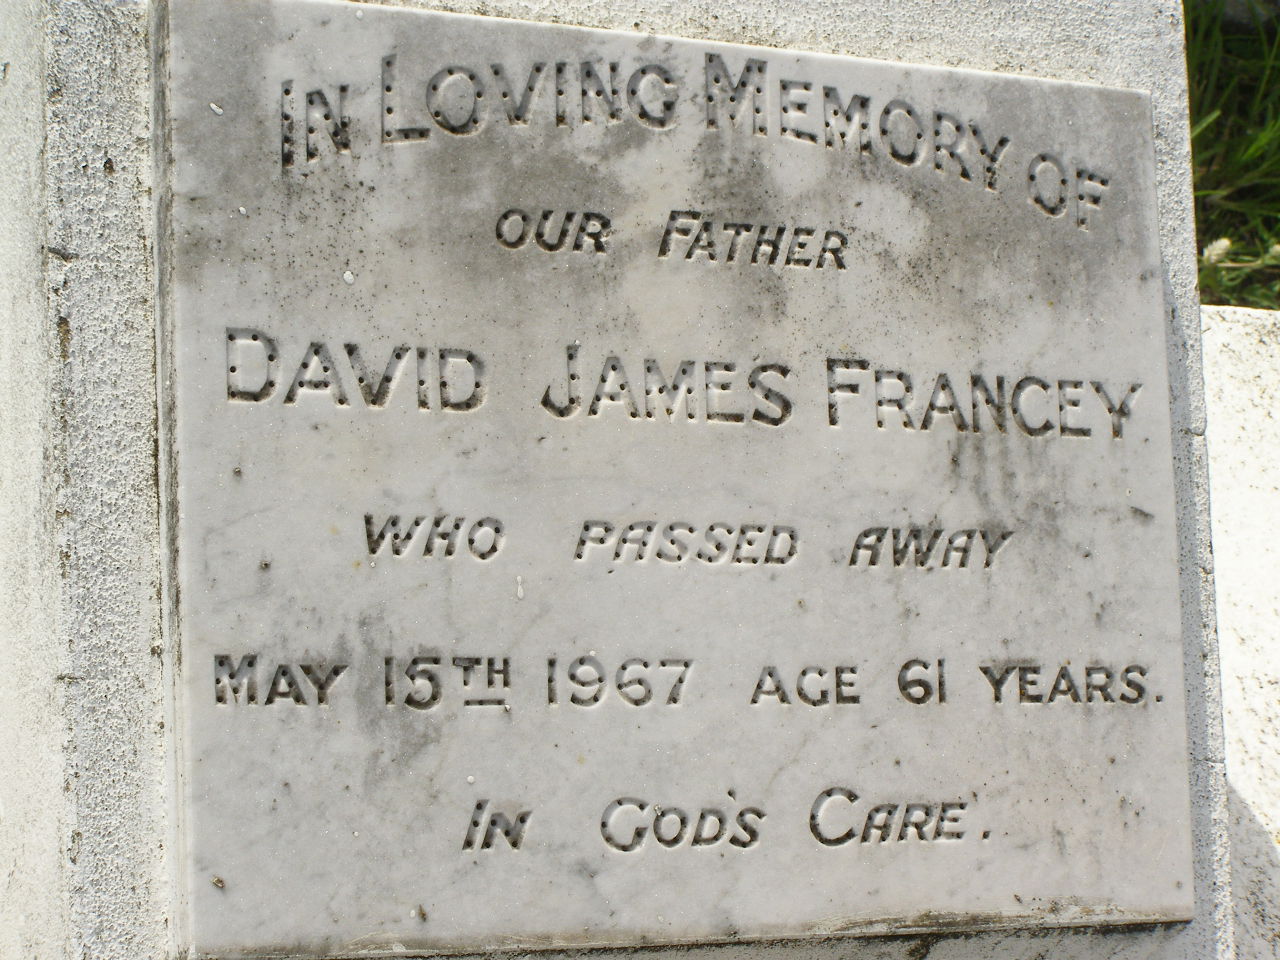 IN LOVING MEMORY OF
OUR FATHER
DAVID JAMES FRANCEY
WHO PASSED AWAY
MAY 15TH 1967 AGE 61 YEARS.
IN GOD'S CARE.